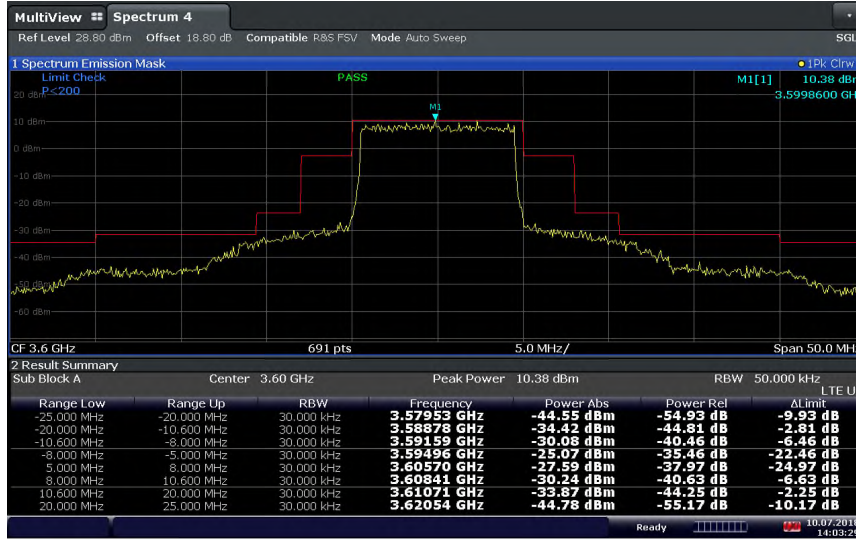 MultiView Spectrum 4
Ref Level 28.80 dBm Offset 18.80 dB Compatible R&S FSV Mode Auto Sweep
SGL
1 Spectrum Emission Mask
1Pk Clrw
Limit Check PASS
M1[1] 10.38 dBm
P<200
20 dBm
3.5998600 GH
M1
10 dBm
0 dBm
-10 dBm
-20 dBm
-30 dBm
-40 dBm
-50 dBm
-60 dBm
CF 3.6 GHz 691 pts 5.0 MHz/ Span 50.0 MH
2 Result Summary
Sub Block A Center 3.60 GHz Peak Power 10.38 dBm RBW 50.000 kHz
LTE U
Range Low Range Up RBW Frequency Power Abs Power Rel ΔLimit
-25.000 MHz -20.000 MHz 30.000 kHz 3.57953 GHz -44.55 dBm -54.93 dB -9.93 dB
-20.000 MHz -10.600 MHz 30.000 kHz 3.58878 GHz -34.42 dBm -44.81 dB -2.81 dB
-10.600 MHz -8.000 MHz 30.000 kHz 3.59159 GHz -30.08 dBm -40.46 dB -6.46 dB
-8.000 MHz -5.000 MHz 30.000 kHz 3.59496 GHz -25.07 dBm -35.46 dB -22.46 dB
5.000 MHz 8.000 MHz 30.000 kHz 3.60570 GHz -27.59 dBm -37.97 dB -24.97 dB
8.000 MHz 10.600 MHz 30.000 kHz 3.60841 GHz -30.24 dBm -40.63 dB -6.63 dB
10.600 MHz 20.000 MHz 30.000 kHz 3.61071 GHz -33.87 dBm -44.25 dB -2.25 dB
20.000 MHz 25.000 MHz 30.000 kHz 3.62054 GHz -44.78 dBm -55.17 dB -10.17 dB
Ready
10.07.2018
14:03:29